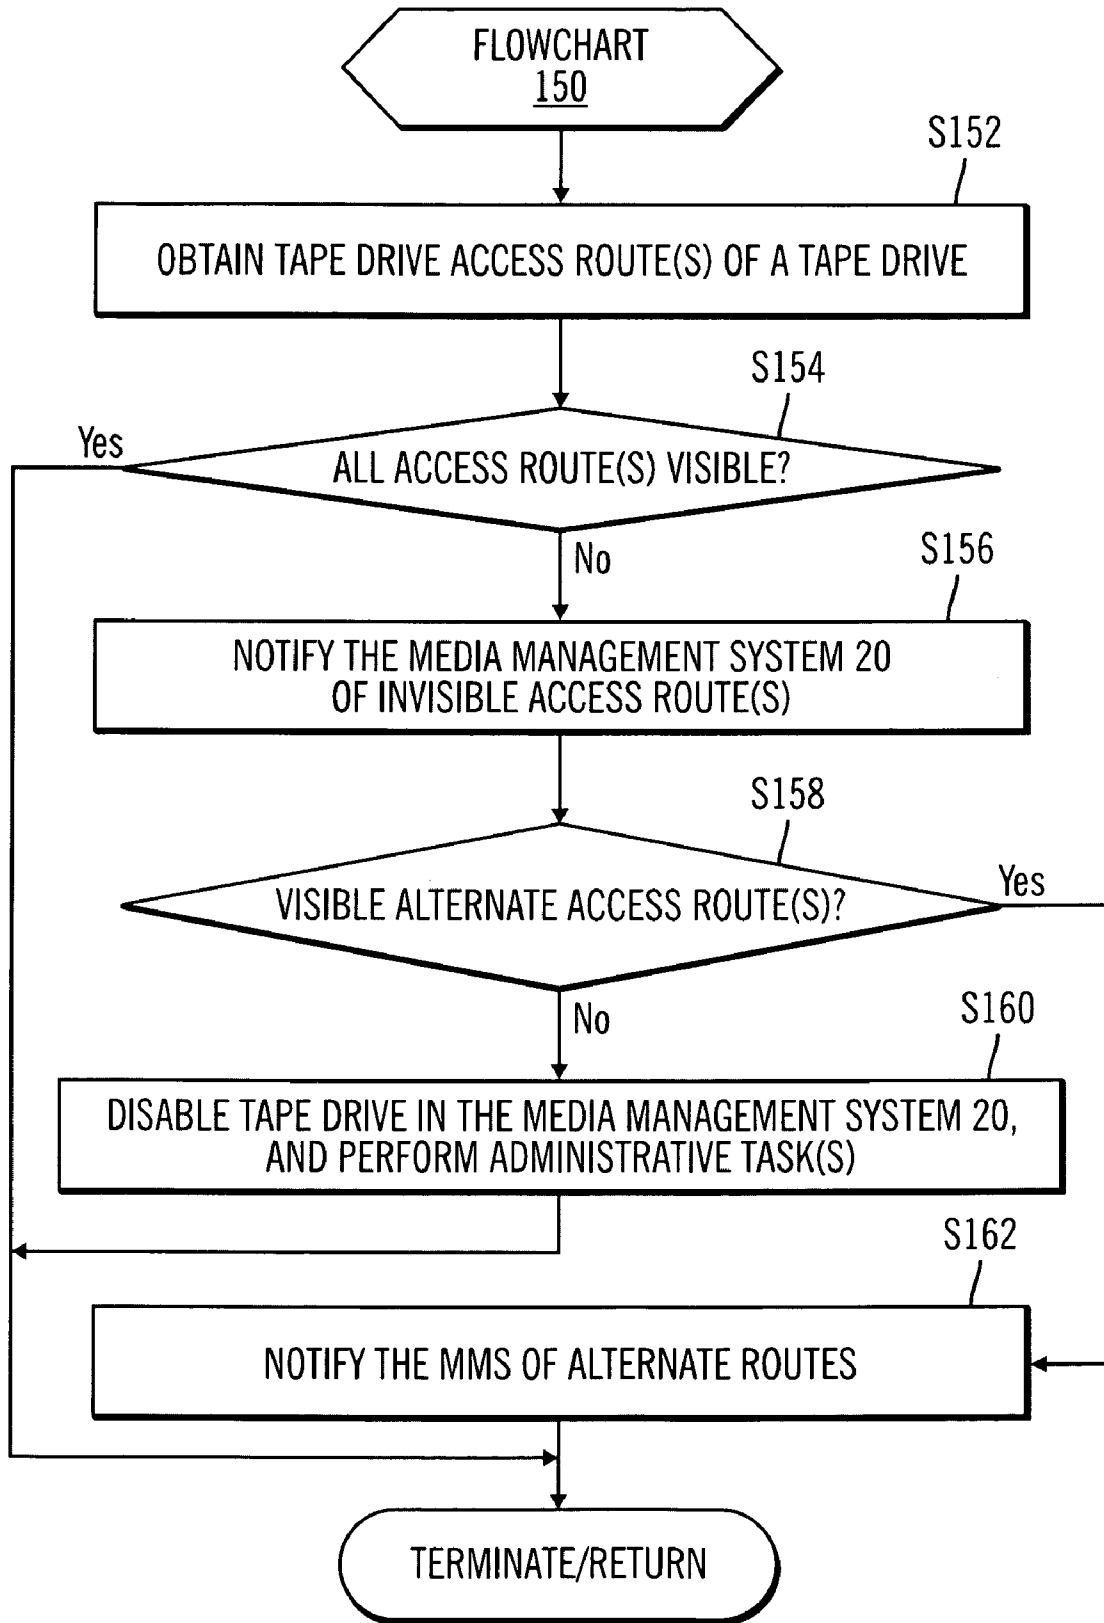 FLOWCHART
150
S152
OBTAIN TAPE DRIVE ACCESS ROUTE(S) OF A TAPE DRIVE
S154
Yes
ALL ACCESS ROUTE(S) VISIBLE?
No
S156
NOTIFY THE MEDIA MANAGEMENT SYSTEM 20
OF INVISIBLE ACCESS ROUTE(S)
S158
VISIBLE ALTERNATE ACCESS ROUTE(S)?
Yes
No
S160
DISABLE TAPE DRIVE IN THE MEDIA MANAGEMENT SYSTEM 20,
AND PERFORM ADMINISTRATIVE TASK(S)
S162
NOTIFY THE MMS OF ALTERNATE ROUTES
TERMINATE/RETURN